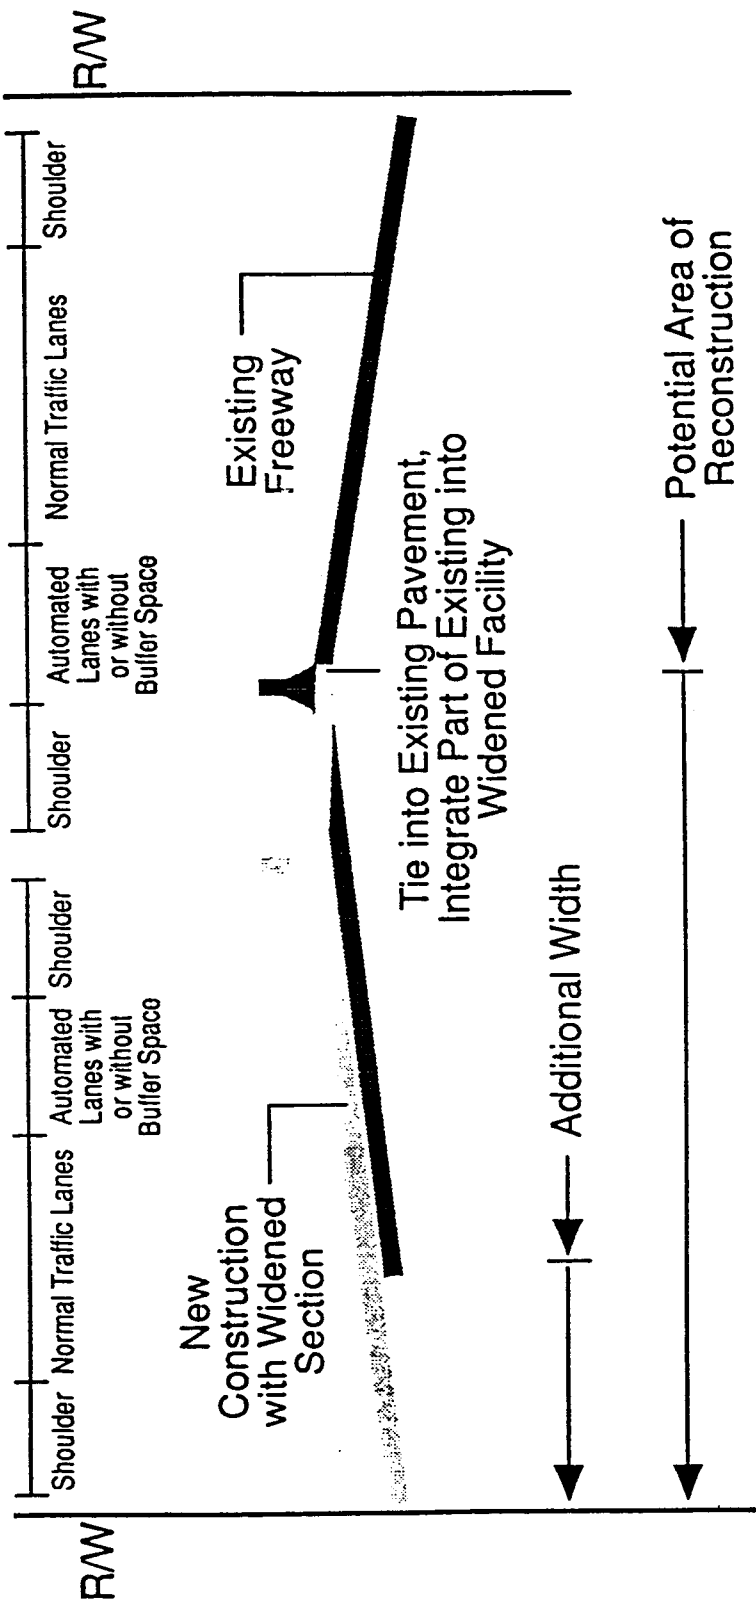 R/W
Shoulder
Normal Traffic Lanes
Automated
Lanes with
or without
Buffer Space
Shoulder
Shoulder
Automated
Lanes with
or without
Buffer Space
Normal Traffic Lanes
Shoulder
R/W
New
Construction
with Widened
Section
Existing
Freeway
Tie into Existing Pavement,
Integrate Part of Existing into
Widened Facility
Additional Width
Potential Area of
Reconstruction